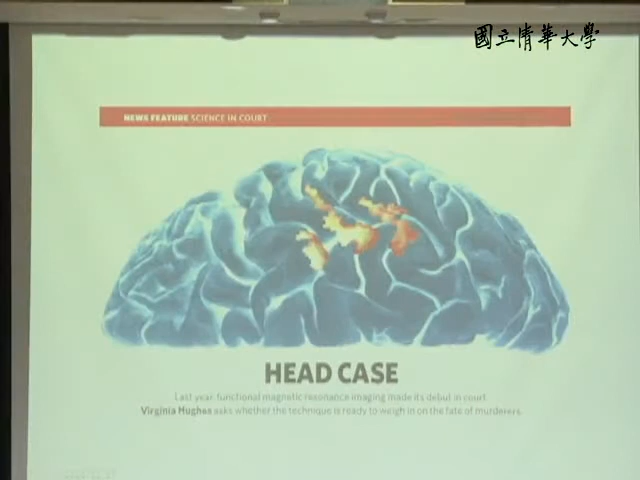 國立清華大學
NEWS FEATURE SCIENCE IN COURT
HEAD CASE
Last year, functional magnetic resonance imaging made its debut in court.
Virginia Hughes asks whether the technique is ready to weigh in on the fate of murderers.